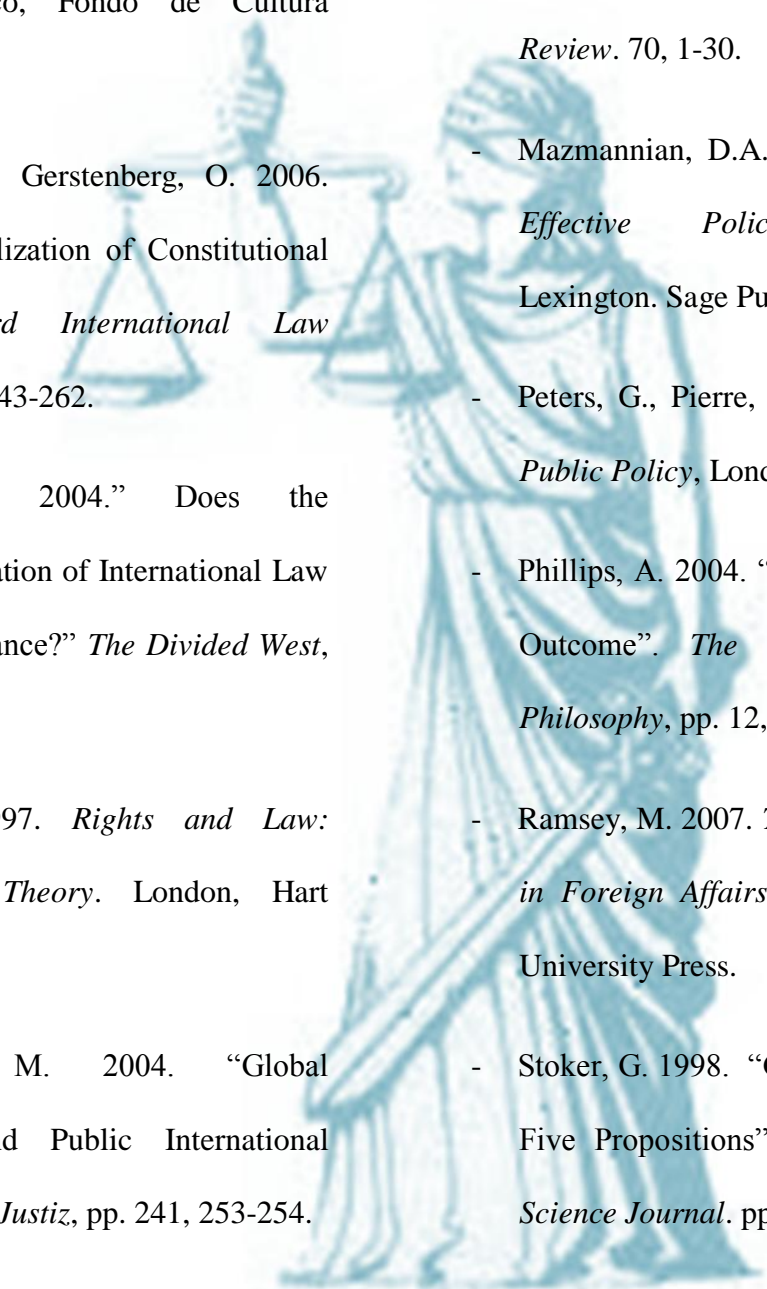 co, Fondo de Cultura
Gerstenberg, O. 2006.
lization of Constitutional
rd International Law
43-262.
2004.” Does the
ation of International Law
ance?” The Divided West,
97. Rights and Law:
Theory. London, Hart
M. 2004. “Global
nd Public International
Justiz, pp. 241, 253-254.
Review. 70, 1-30.
- Mazmannian, D.A.
Effective Polic
Lexington. Sage Pu
- Peters, G., Pierre,
Public Policy, Lond
- Phillips, A. 2004. “
Outcome”. The
Philosophy, pp. 12,
- Ramsey, M. 2007.
in Foreign Affairs
University Press.
- Stoker, G. 1998. “
Five Propositions”
Science Journal. pp